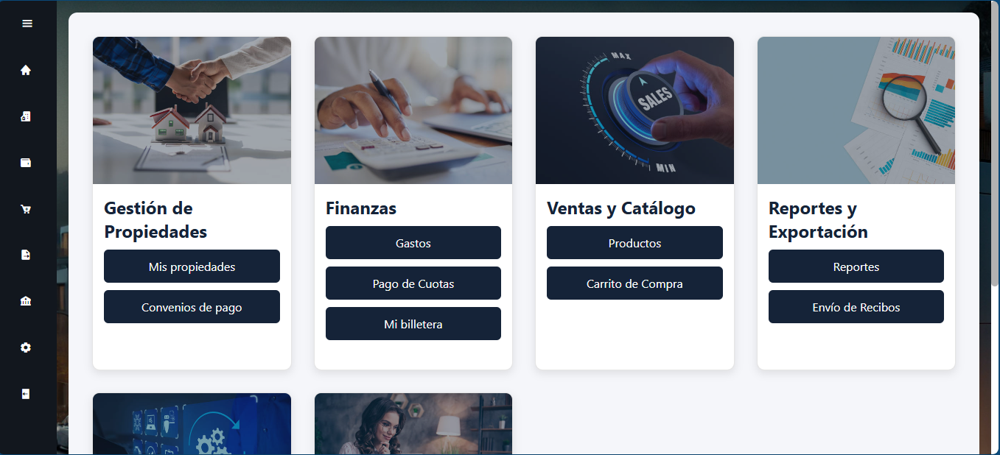 MAX
SALES
MIN
Gestión de
Propiedades
Mis propiedades
Convenios de pago
Finanzas
Gastos
Pago de Cuotas
Mi billetera
Ventas y Catálogo
Productos
Carrito de Compra
Reportes y
Exportación
Reportes
Envío de Recibos